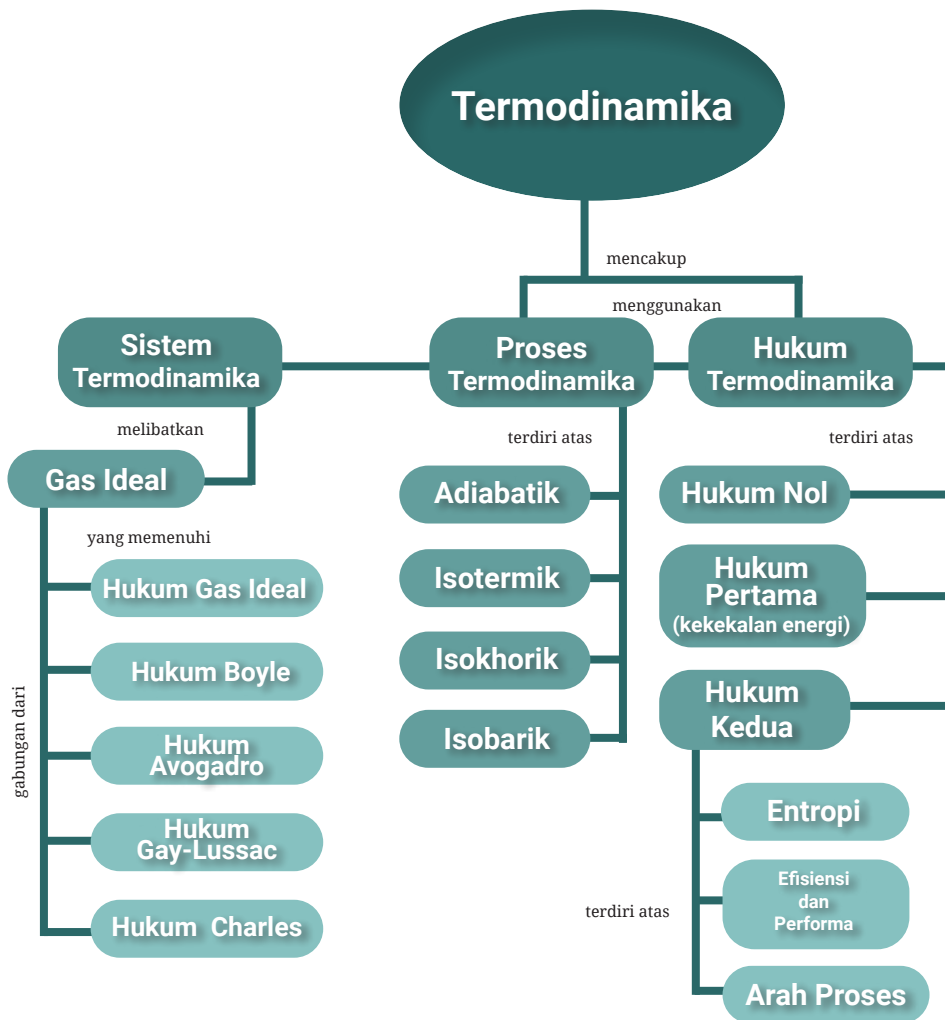 Termodinamika
mencakup
menggunakan
Sistem
Termodinamika
Proses
Termodinamika
Hukum
Termodinamika
melibatkan
terdiri atas
terdiri atas
Gas Ideal
yang memenuhi
Hukum Gas Ideal
Hukum Boyle
Hukum
Avogadro
Hukum
Gay-Lussac
Hukum Charles
gabungan dari
Adiabatik
Isotermik
Isokhorik
Isobarik
Hukum Nol
Hukum
Pertama
(kekekalan energi)
Hukum
Kedua
terdiri atas
Entropi
Efisiensi
dan
Performa
Arah Proses